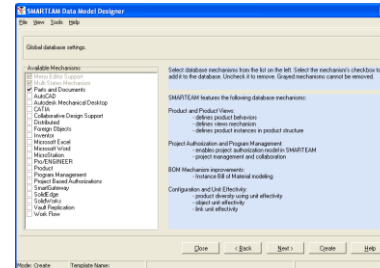 SMARTEAM Data Model Designer
File View Tools Help
Global database settings.
Available Mechanisms:
Menu Editor Support
Multi States Mechanism
Parts and Documents
AutoCAD
Autodesk Mechanical Desktop
CATIA
Collaborative Design Support
Distributed
Foreign Objects
Inventor
Microsoft Excel
Microsoft Word
MicroStation
Pro/ENGINEER
Product
Program Management
Project Based Authorizations
SmartGateway
SolidEdge
SolidWorks
Vault Replication
Work Flow
Select database mechanisms from the list on the left. Select the mechanism's checkbox to
add it to the database. Uncheck it to remove. Grayed mechanisms cannot be removed.
SMARTEAM features the following database mechanisms:
Product and Product Views:
-defines product behaviors
-defines views mechanism
-defines product instances in product structure
Project Authorization and Program Management:
-enables project authorization model in SMARTEAM
-project management and collaboration
BOM Mechanism improvements:
- Instance Bill of Material modeling
Configuration and Unit Effectivity:
- product diversity using unit effectivity
-object unit effectivity
-link unit effectivity
Close < Back Next > Create Help
Mode: Create Template Name: